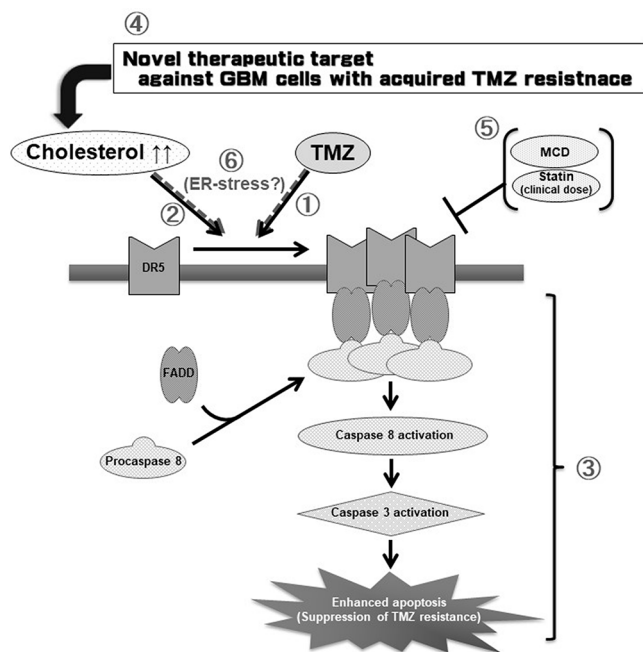 ④
Novel therapeutic target
against GBM cells with acquired TMZ resistnace
Cholesterol ↑↑
⑥
(ER-stress?)
TMZ
⑤
MCD
Statin
(clinical dose)
②
①
DR5
FADD
Procaspase 8
Caspase 8 activation
③
Caspase 3 activation
Enhanced apoptosis
(Suppression of TMZ resistance)